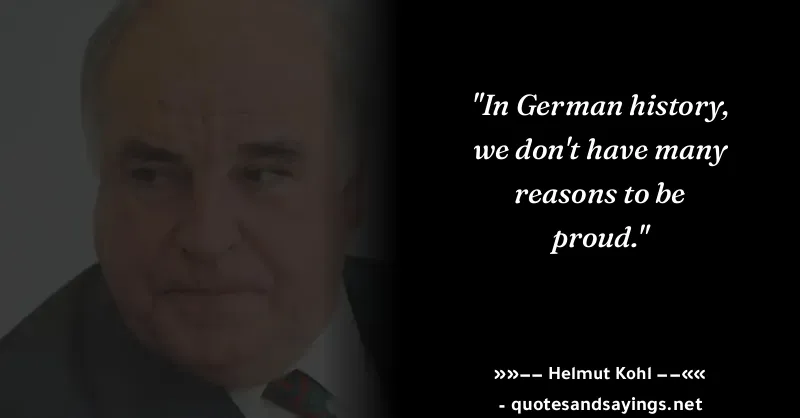 "In German history,
we don't have many
reasons to be
proud."
»»−− Helmut Kohl −−««
- quotesandsayings.net